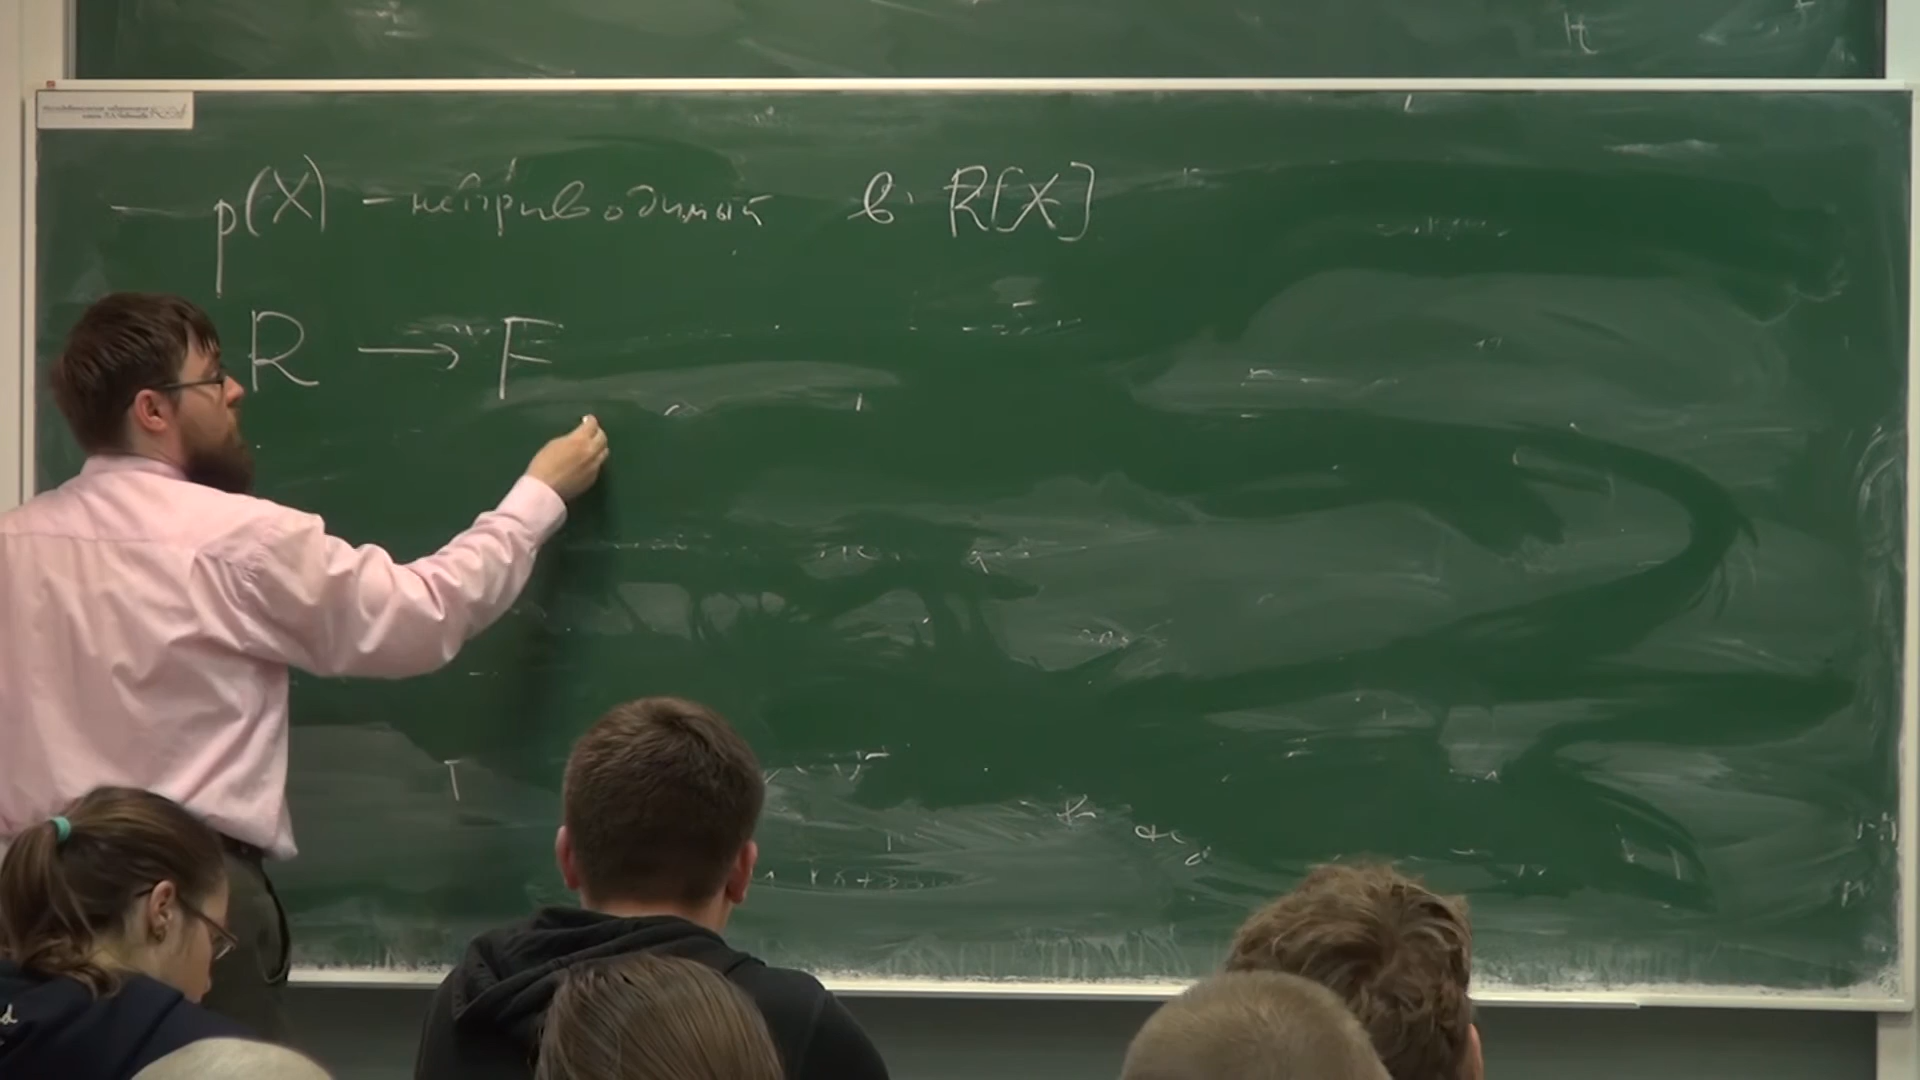 — p(X) – неприводимый в R[X]
R → F